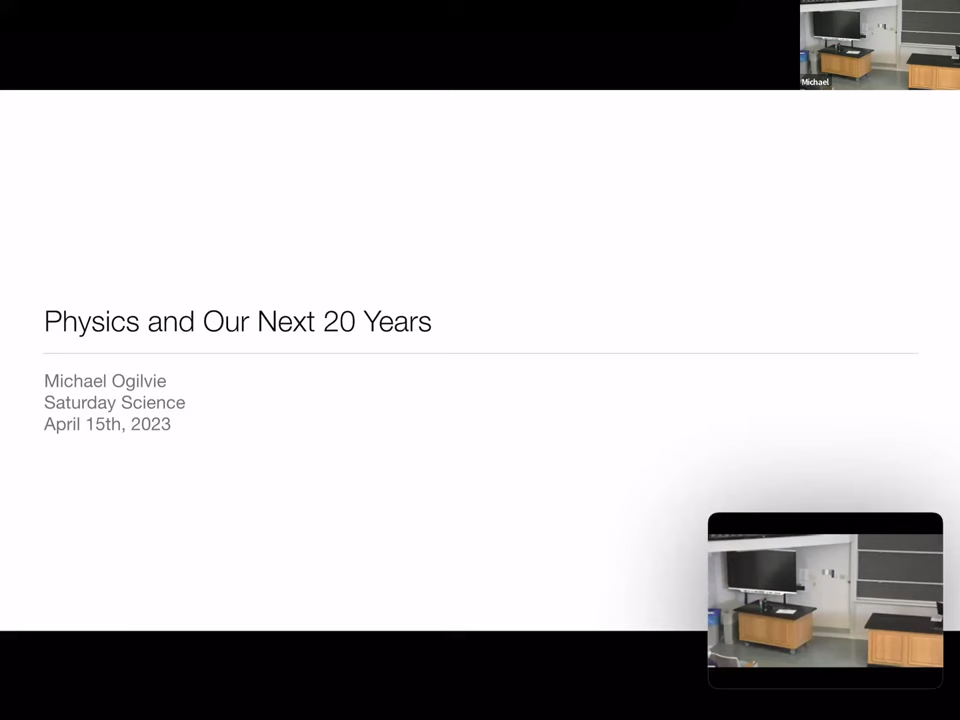 Michael
Physics and Our Next 20 Years
Michael Ogilvie
Saturday Science
April 15th, 2023